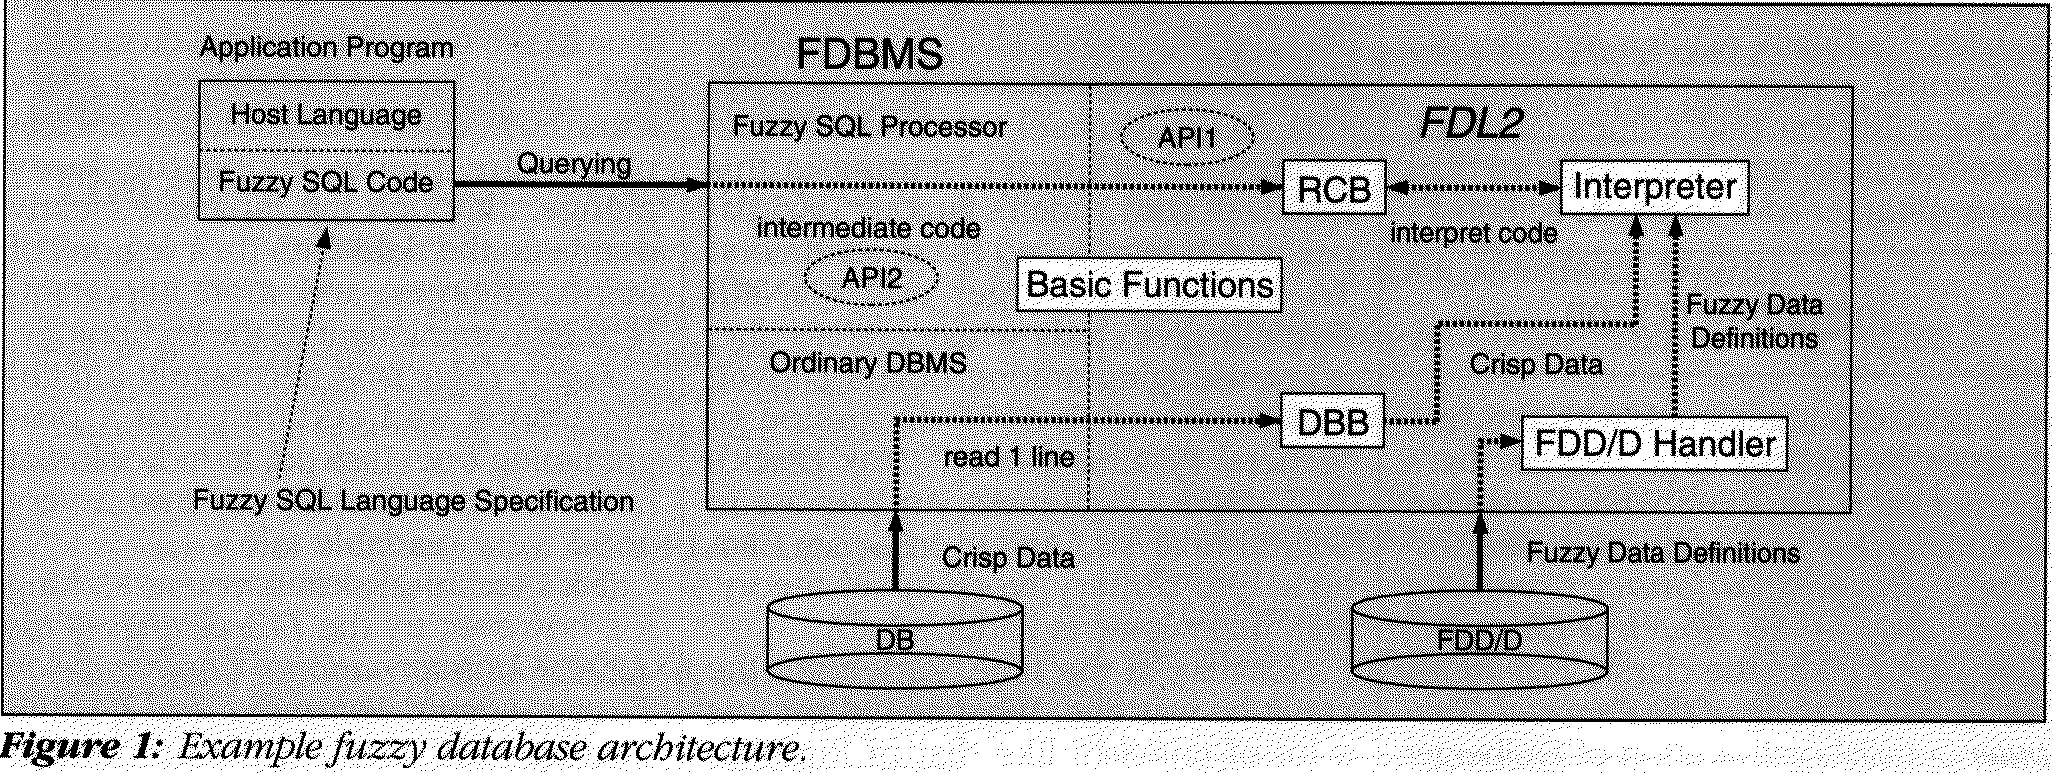 Application Program
FDBMS
Host Language
Fuzzy SQL Code
Querying
Fuzzy SQL Processor
API1
FDL2
RCB
Interpreter
intermediate code
interpret code
API2
Basic Functions
Fuzzy Data
Definitions
Ordinary DBMS
Crisp Data
DBB
FDD/D Handler
read 1 line
Fuzzy SQL Language Specification
Crisp Data
Fuzzy Data Definitions
DB
FDD/D
Figure 1: Example fuzzy database architecture.